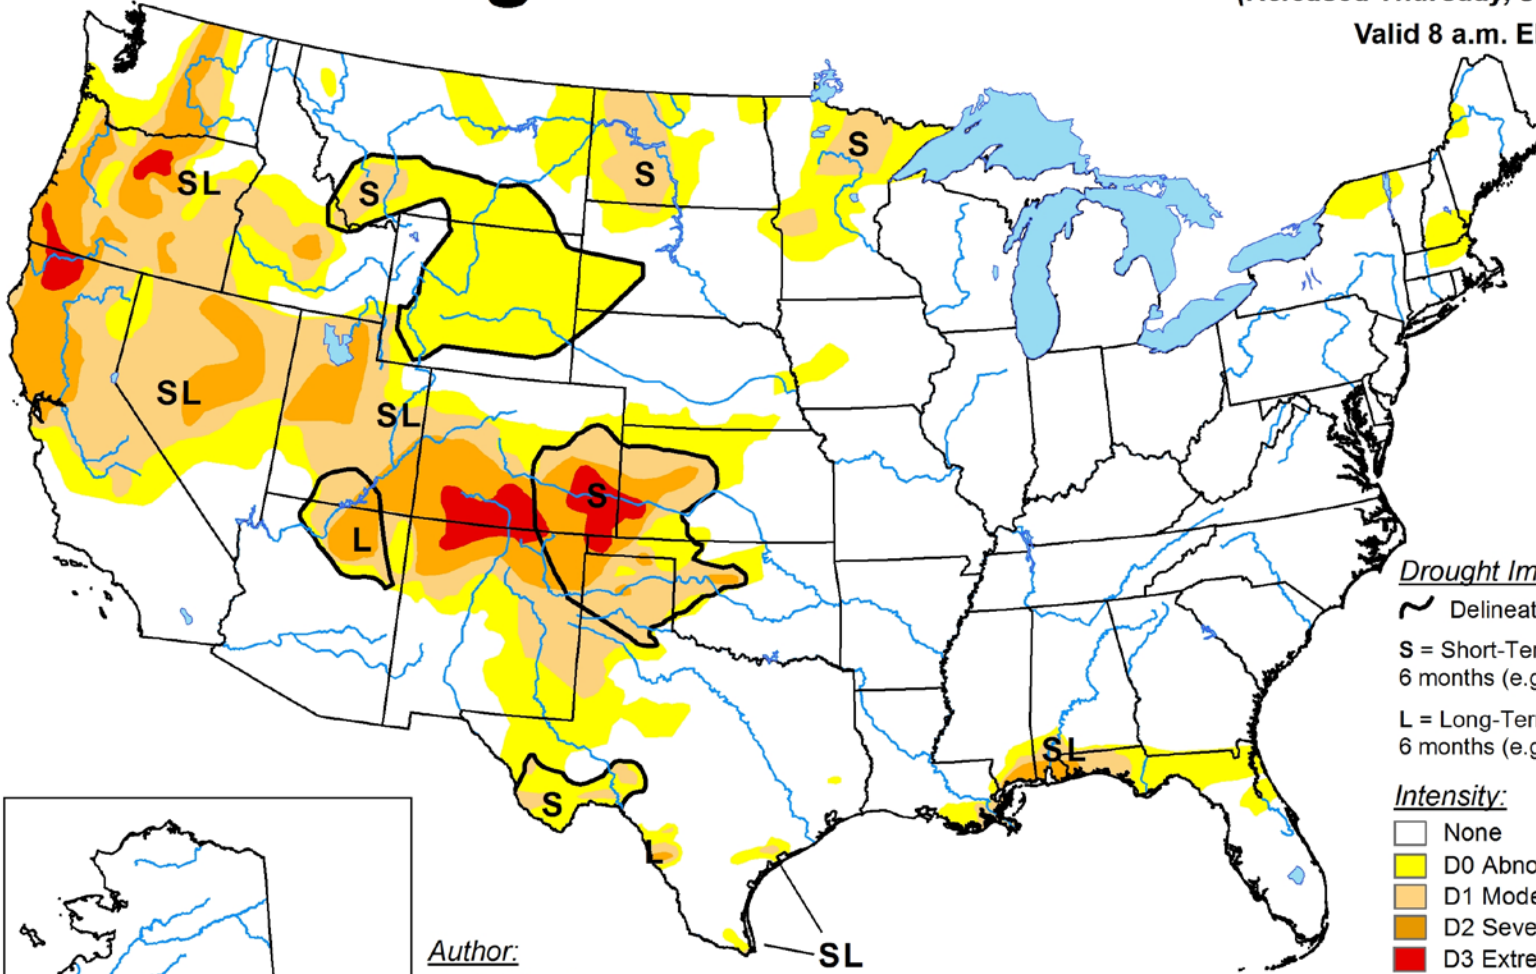 Valid 8 a.m. E
S
S
S
SL
SL
SL
S
L
SL
S
L
SL
Drought Im
Delineat
S = Short-Ter
6 months (e.g
L = Long-Terr
6 months (e.g
Intensity:
None
D0 Abno
D1 Mode
D2 Seve
D3 Extre
Author: